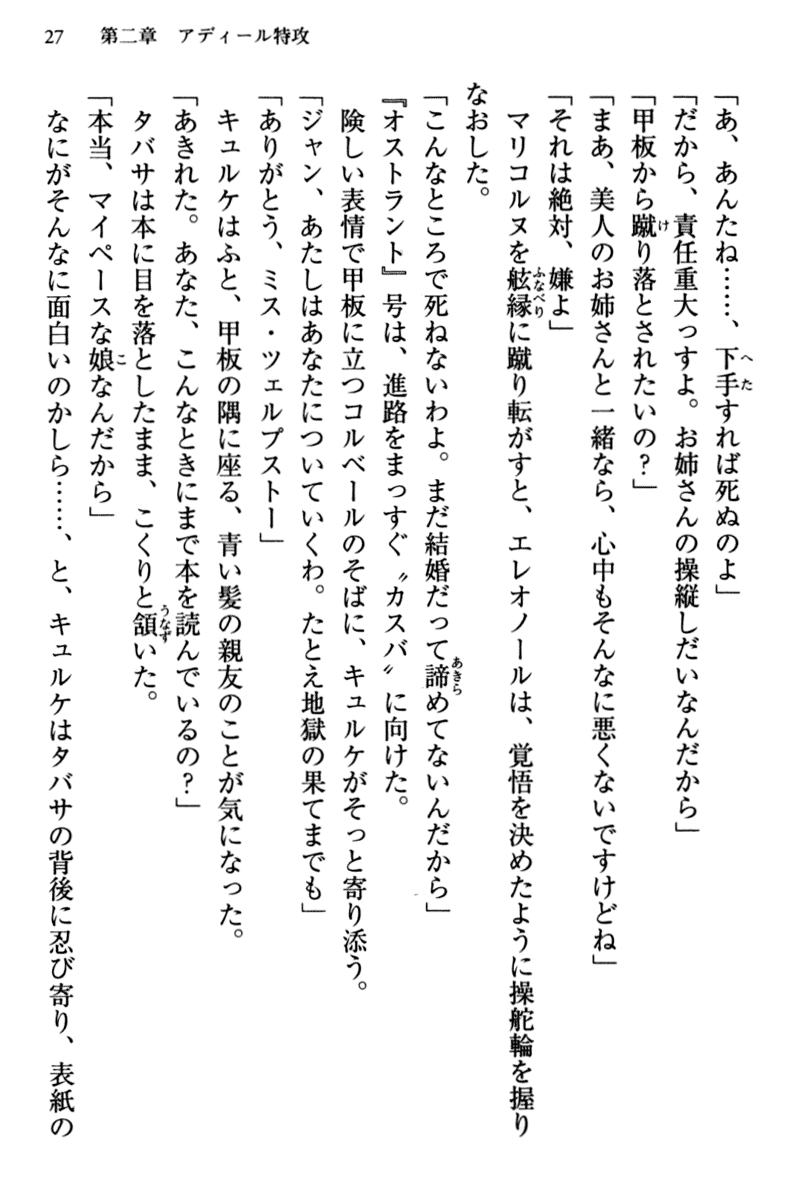 27　第二章　アディール特攻
「あ、あんたね……、下手すれば死ぬのよ」
「だから、責任重大っすよ。お姉さんの操縦しだいなんだから」
「甲板から蹴り落とされたいの？」
「まあ、美人のお姉さんと一緒なら、心中もそんなに悪くないですけどね」
「それは絶対、嫌よ」
　マリコルヌを舷縁に蹴り転がすと、エレオノールは、覚悟を決めたように操舵輪を握り
なおした。
「こんなところで死ねないわよ。まだ結婚だって諦めてないんだから」
『オストラント』号は、進路をまっすぐ〝カスバ〟に向けた。
　険しい表情で甲板に立つコルベールのそばに、キュルケがそっと寄り添う。
「ジャン、あたしはあなたについていくわ。たとえ地獄の果てまでも」
「ありがとう、ミス・ツェルプストー」
　キュルケはふと、甲板の隅に座る、青い髪の親友のことが気になった。
「あきれた。あなた、こんなときにまで本を読んでいるの？」
　タバサは本に目を落としたまま、こくりと頷いた。
「本当、マイペースな娘なんだから」
　なにがそんなに面白いのかしら……、と、キュルケはタバサの背後に忍び寄り、表紙の